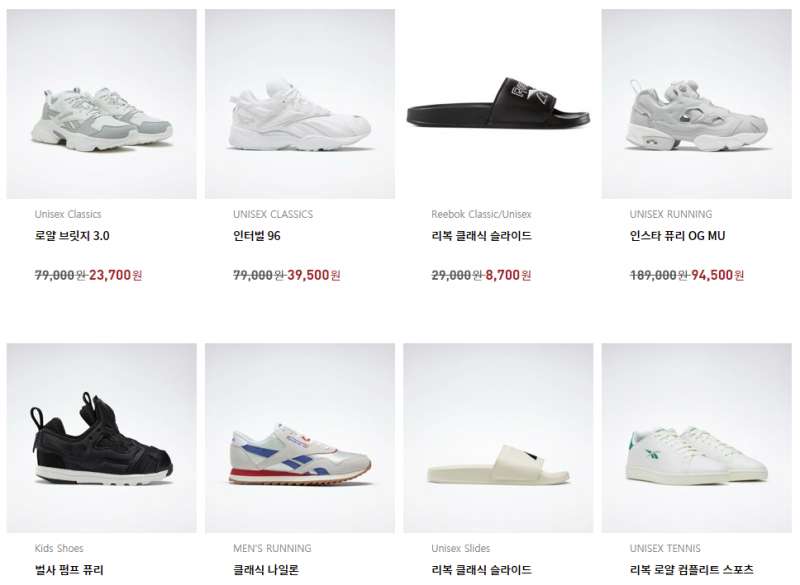 Unisex Classics
로얄 브릿지 3.0
79,000원 23,700원
UNISEX CLASSICS
인터벌 96
79,000원 39,500원
Reebok Classic/Unisex
리복 클래식 슬라이드
29,000원 8,700원
UNISEX RUNNING
인스타 퓨리 OG MU
189,000원 94,500원
Kids Shoes
벌사 펌프 퓨리
MEN'S RUNNING
클래식 나일론
Unisex Slides
리복 클래식 슬라이드
UNISEX TENNIS
리복 로얄 컴플리트 스포츠